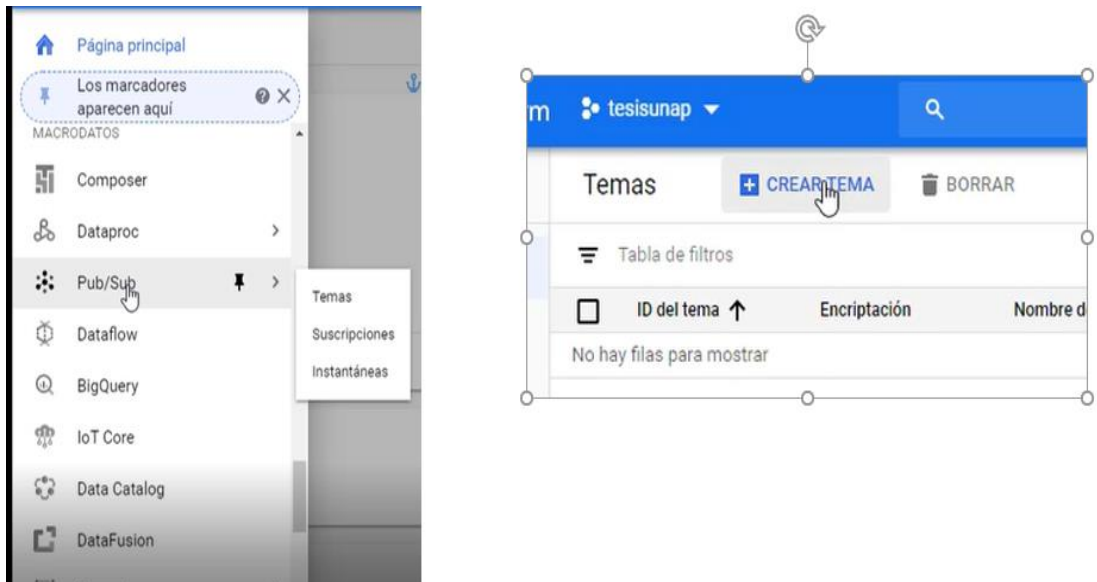 Página principal
Los marcadores
aparecen aquí
MACRODATOS
Composer
Dataproc
Pub/Sub
Temas
Suscripciones
Instantáneas
Dataflow
BigQuery
IoT Core
Data Catalog
DataFusion
tesisunap
Temas
CREAR TEMA
BORRAR
Tabla de filtros
ID del tema
Encriptación
Nombre
No hay filas para mostrar